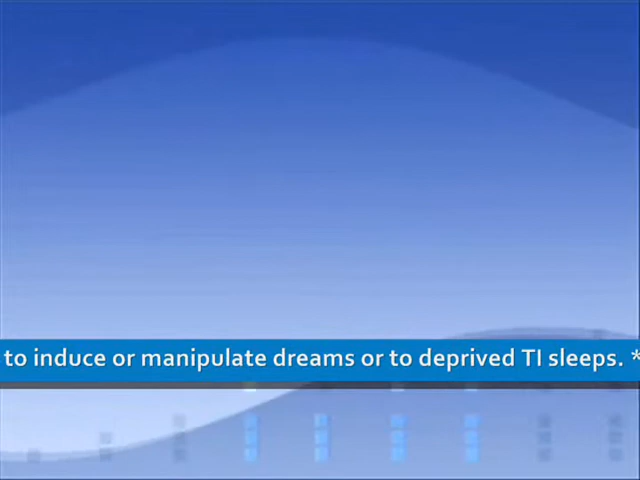 to induce or manipulate dreams or to deprived TI sleeps. *